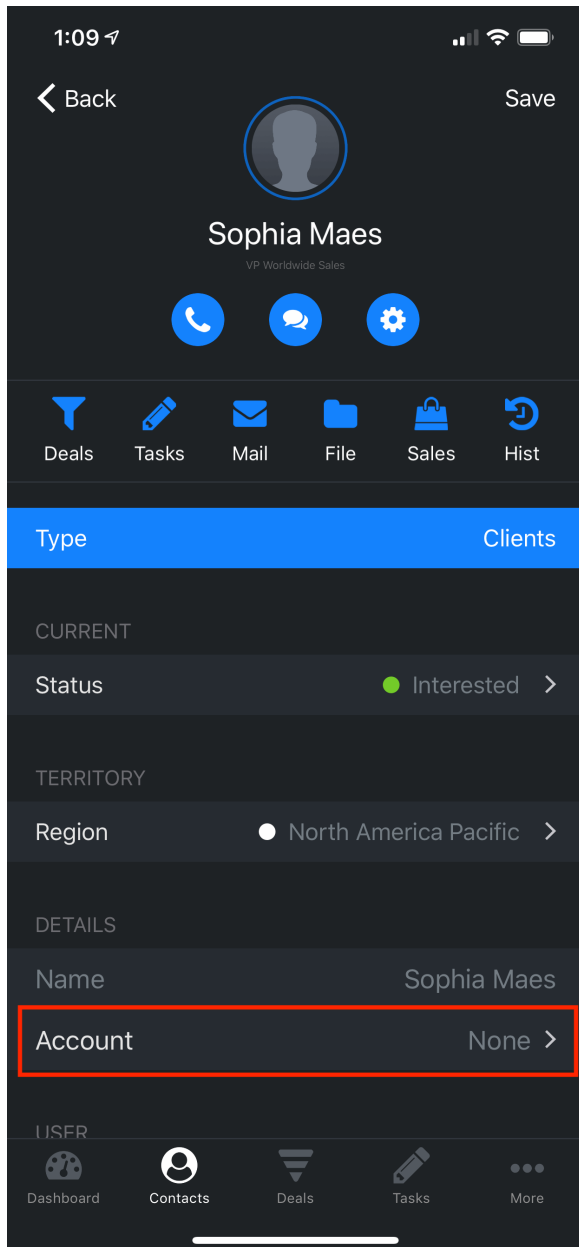 1:09
Back
Save
Sophia Maes
VP Worldwide Sales
Deals
Tasks
Mail
File
Sales
Hist
Type
Clients
CURRENT
Status
Interested
TERRITORY
Region
North America Pacific
DETAILS
Name
Sophia Maes
Account
None
USER
Dashboard
Contacts
Deals
Tasks
More